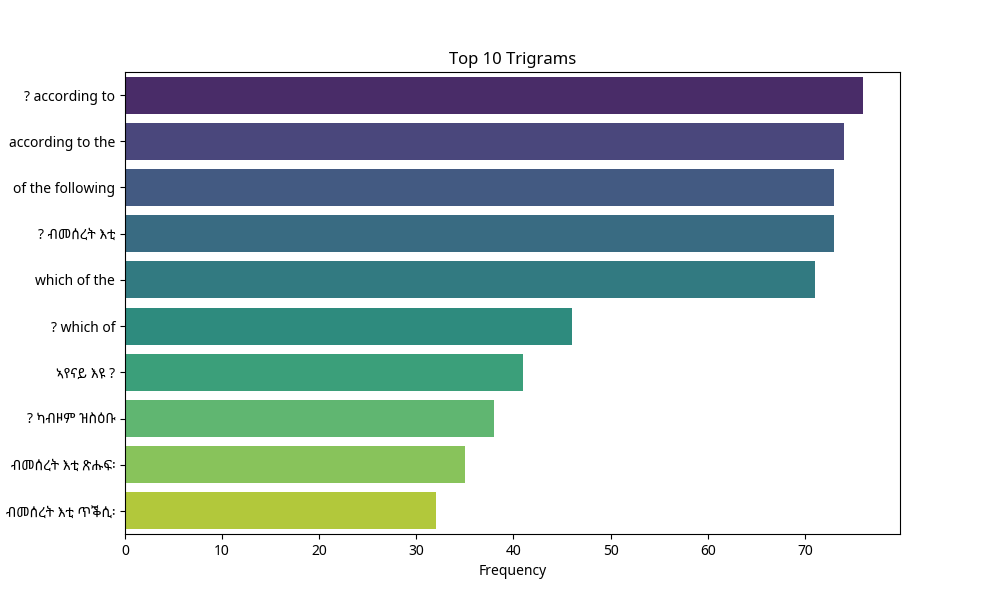 Top 10 Trigrams
? according to
according to the
of the following
? ብመሰረት እቲ
which of the
? which of
ኣየናይ እዩ ?
? ካብዞም ዝስዕቡ
ብመሰረት እቲ ጽሑፍ፡
ብመሰረት እቲ ጥቕሲ፡
0 10 20 30 40 50 60 70
Frequency